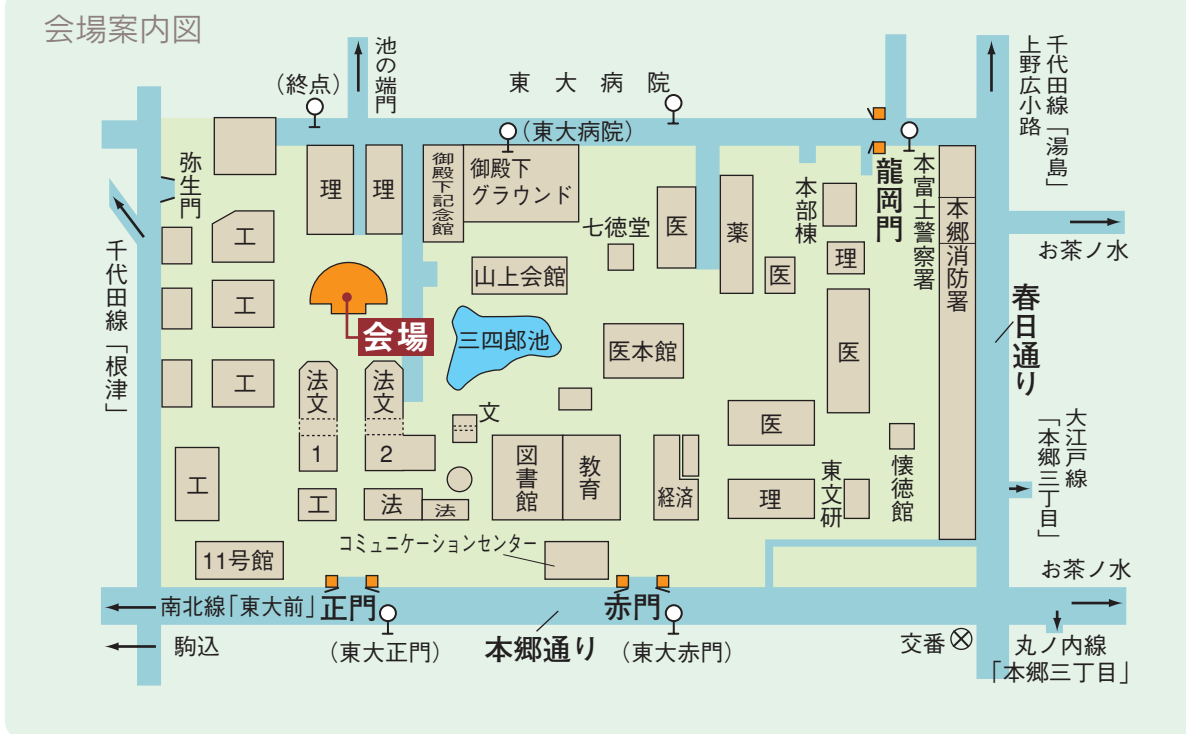 会場案内図
池の端門
(終点)
東大病院
(東大病院)
千代田線「湯島」
上野広小路
弥生門
理
理
御殿下記念館
御殿下
グラウンド
七徳堂
医
薬
本部棟
龍岡門
本富士警察署
本郷消防署
お茶ノ水
工
理
医
山上会館
千代田線「根津」
工
会場
三四郎池
医本館
医
春日通り
工
法文
1
法文
2
文
医
大江戸線
「本郷三丁目」
工
図書館
教育
経済
理
東文研
懐徳館
工
法
法
コミュニケーションセンター
11号館
お茶ノ水
南北線「東大前」
正門
赤門
駒込
(東大正門)
本郷通り
(東大赤門)
交番
丸ノ内線
「本郷三丁目」